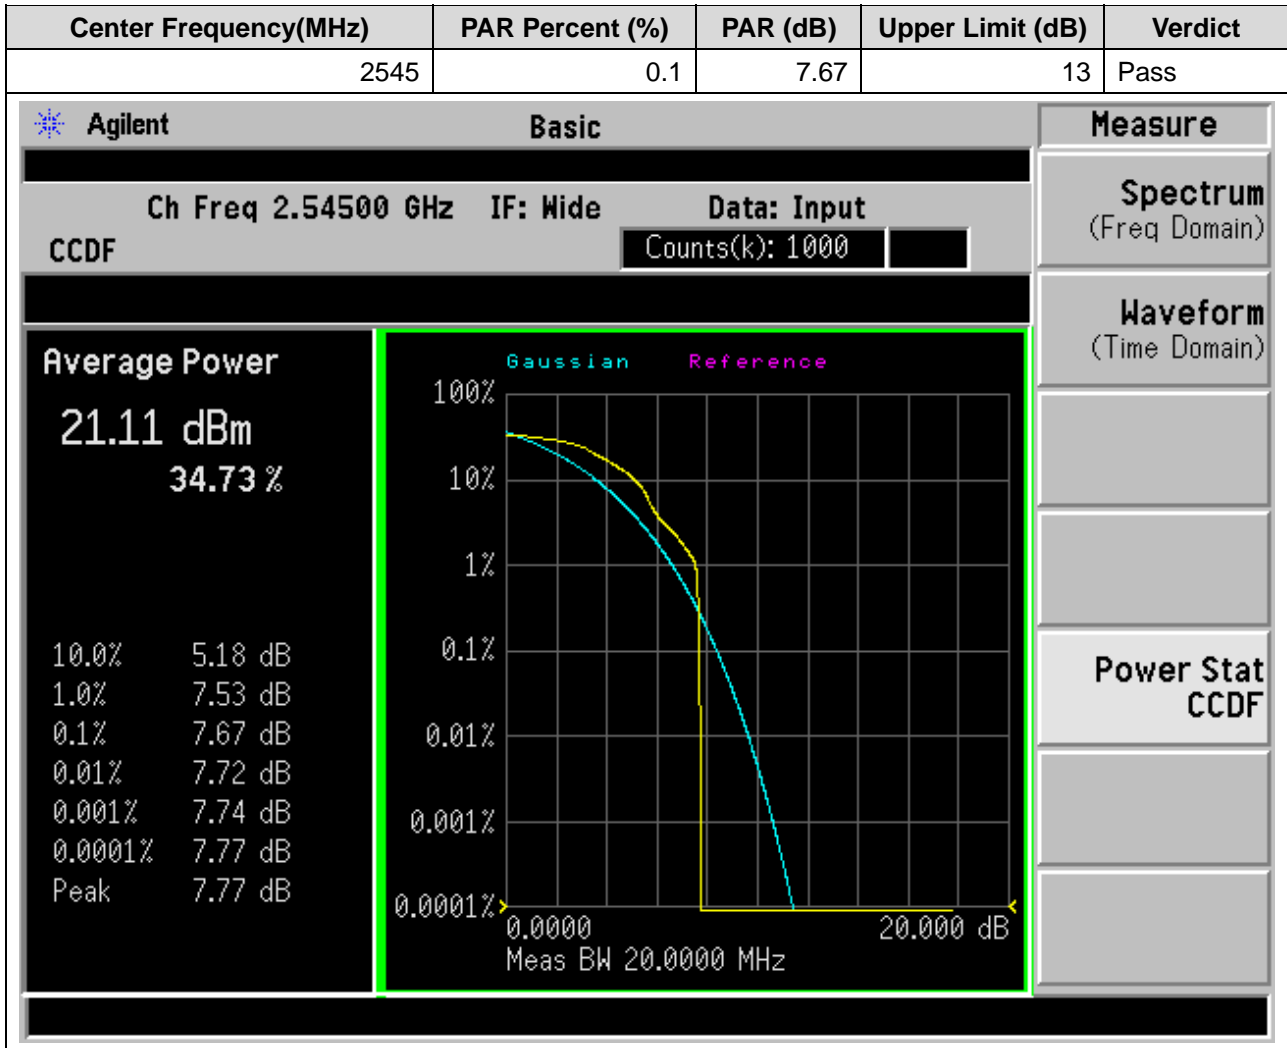 Center Frequency(MHz) PAR Percent (%) PAR (dB) Upper Limit (dB) Verdict
2545 0.1 7.67 13 Pass
Agilent Basic Measure
Ch Freq 2.54500 GHz IF: Wide Data: Input
CCDF Counts(k): 1000
Spectrum
(Freq Domain)
Waveform
(Time Domain)
Power Stat
CCDF
Average Power
21.11 dBm
34.73 %
10.0% 5.18 dB
1.0% 7.53 dB
0.1% 7.67 dB
0.01% 7.72 dB
0.001% 7.74 dB
0.0001% 7.77 dB
Peak 7.77 dB
Gaussian Reference
100%
10%
1%
0.1%
0.01%
0.001%
0.0001%
0.0000 20.000 dB
Meas BW 20.0000 MHz